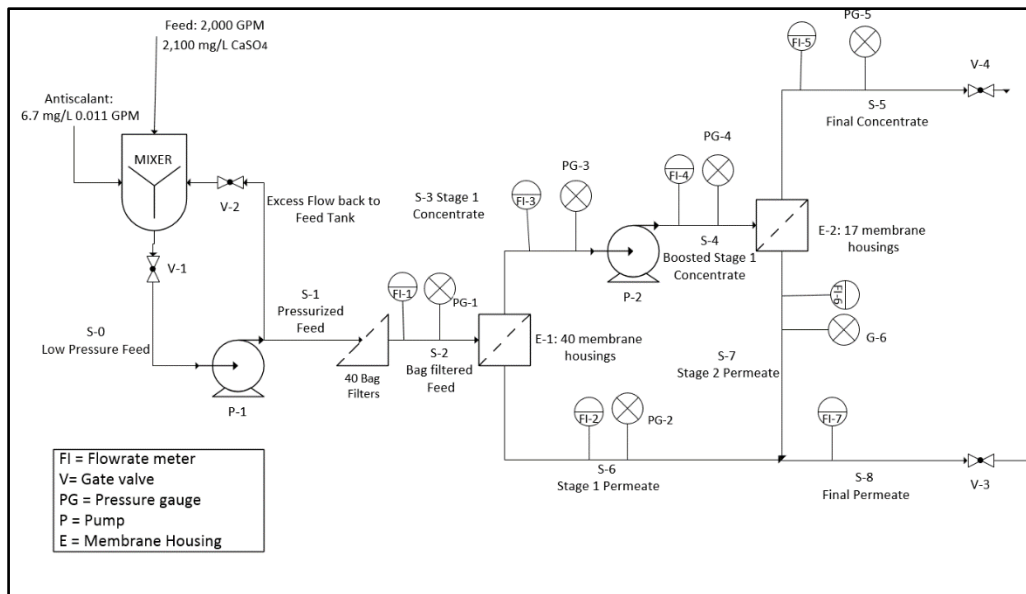 Feed: 2,000 GPM
2,100 mg/L CaSO4
Antiscalant:
6.7 mg/L 0.011 GPM
MIXER
V-2
Excess Flow back to
Feed Tank
V-1
S-0
Low Pressure Feed
P-1
S-1
Pressurized
Feed
40 Bag
Filters
FI-1
PG-1
S-2
Bag filtered
Feed
E-1: 40 membrane
housings
S-3 Stage 1
Concentrate
FI-3
PG-3
P-2
FI-4
PG-4
S-4
Boosted Stage 1
Concentrate
E-2: 17 membrane
housings
FI-5
PG-5
S-5
Final Concentrate
V-4
FI-6
G-6
S-7
Stage 2 Permeate
FI-2
PG-2
S-6
Stage 1 Permeate
FI-7
S-8
Final Permeate
V-3
FI = Flowrate meter
V= Gate valve
PG = Pressure gauge
P = Pump
E = Membrane Housing